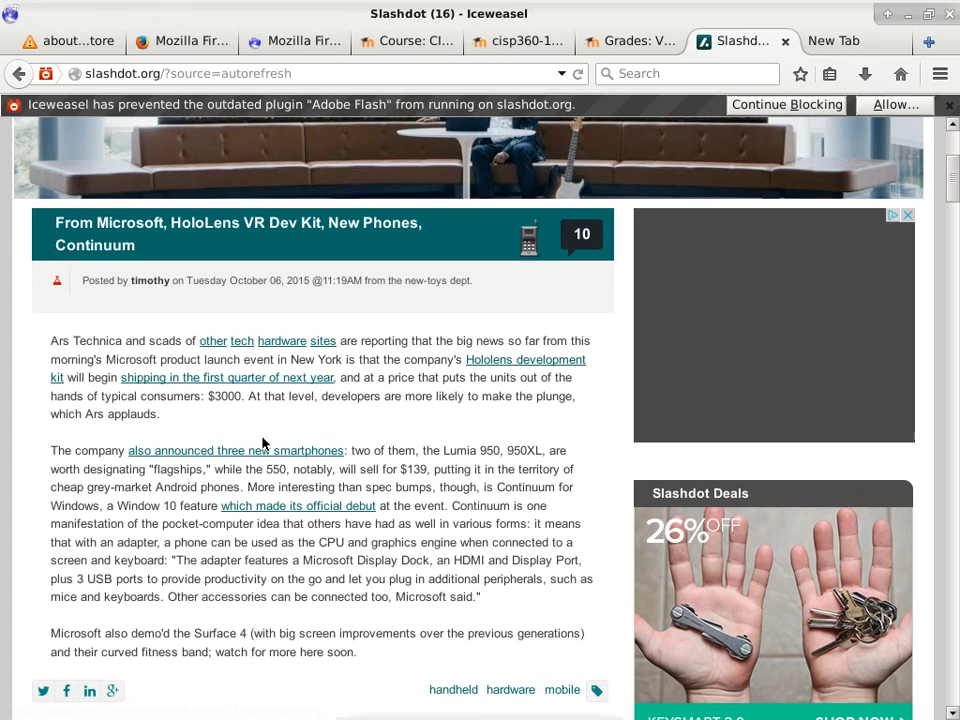 Slashdot (16) - Iceweasel
about...tore
Mozilla Fir...
Mozilla Fir...
Course: CI...
cisp360-1...
Grades: V...
Slashd...
New Tab
slashdot.org/?source=autorefresh
Search
Iceweasel has prevented the outdated plugin "Adobe Flash" from running on slashdot.org.
Continue Blocking
Allow...
From Microsoft, HoloLens VR Dev Kit, New Phones,
Continuum
10
Posted by timothy on Tuesday October 06, 2015 @11:19AM from the new-toys dept.
Ars Technica and scads of other tech hardware sites are reporting that the big news so far from this
morning's Microsoft product launch event in New York is that the company's Hololens development
kit will begin shipping in the first quarter of next year, and at a price that puts the units out of the
hands of typical consumers: $3000. At that level, developers are more likely to make the plunge,
which Ars applauds.
The company also announced three new smartphones: two of them, the Lumia 950, 950XL, are
worth designating "flagships," while the 550, notably, will sell for $139, putting it in the territory of
cheap grey-market Android phones. More interesting than spec bumps, though, is Continuum for
Windows, a Window 10 feature which made its official debut at the event. Continuum is one
manifestation of the pocket-computer idea that others have had as well in various forms: it means
that with an adapter, a phone can be used as the CPU and graphics engine when connected to a
screen and keyboard: "The adapter features a Microsoft Display Dock, an HDMI and Display Port,
plus 3 USB ports to provide productivity on the go and let you plug in additional peripherals, such as
mice and keyboards. Other accessories can be connected too, Microsoft said."
Microsoft also demo'd the Surface 4 (with big screen improvements over the previous generations)
and their curved fitness band; watch for more here soon.
handheld hardware mobile
Slashdot Deals
26% OFF
KEYSMART 2.0
SHOP NOW >